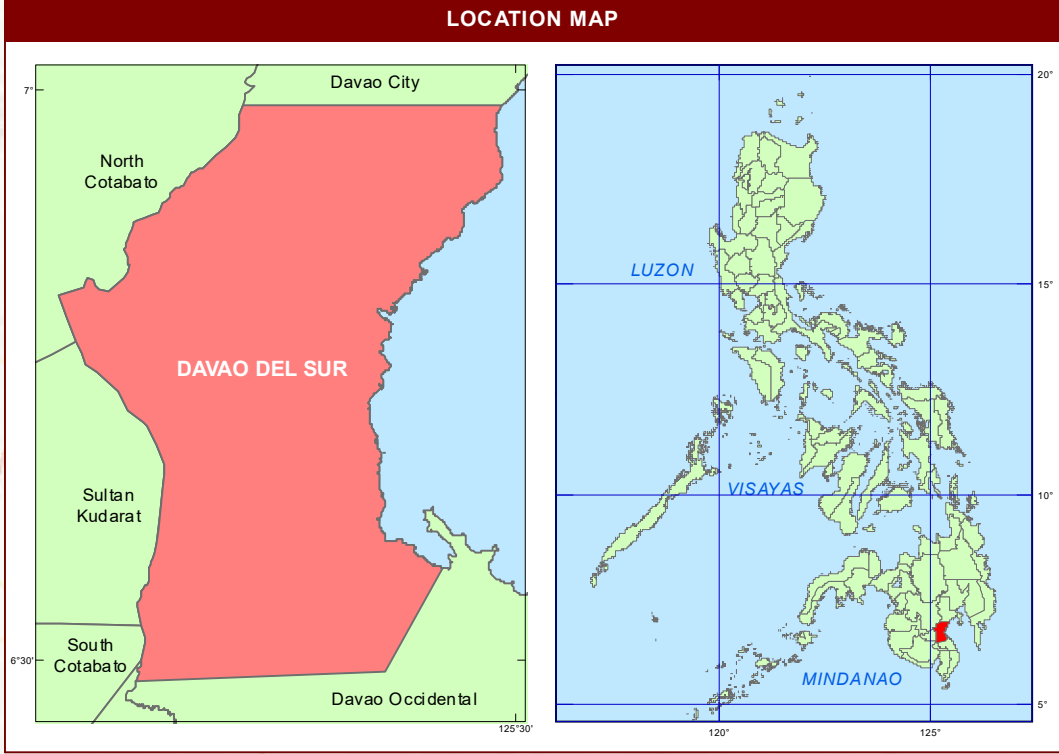 LOCATION MAP
Davao City
7°
North
Cotabato
DAVAO DEL SUR
Sultan
Kudarat
South
Cotabato
6°30'
Davao Occidental
125°30'
20°
LUZON
15°
VISAYAS
10°
MINDANAO
5°
120°
125°